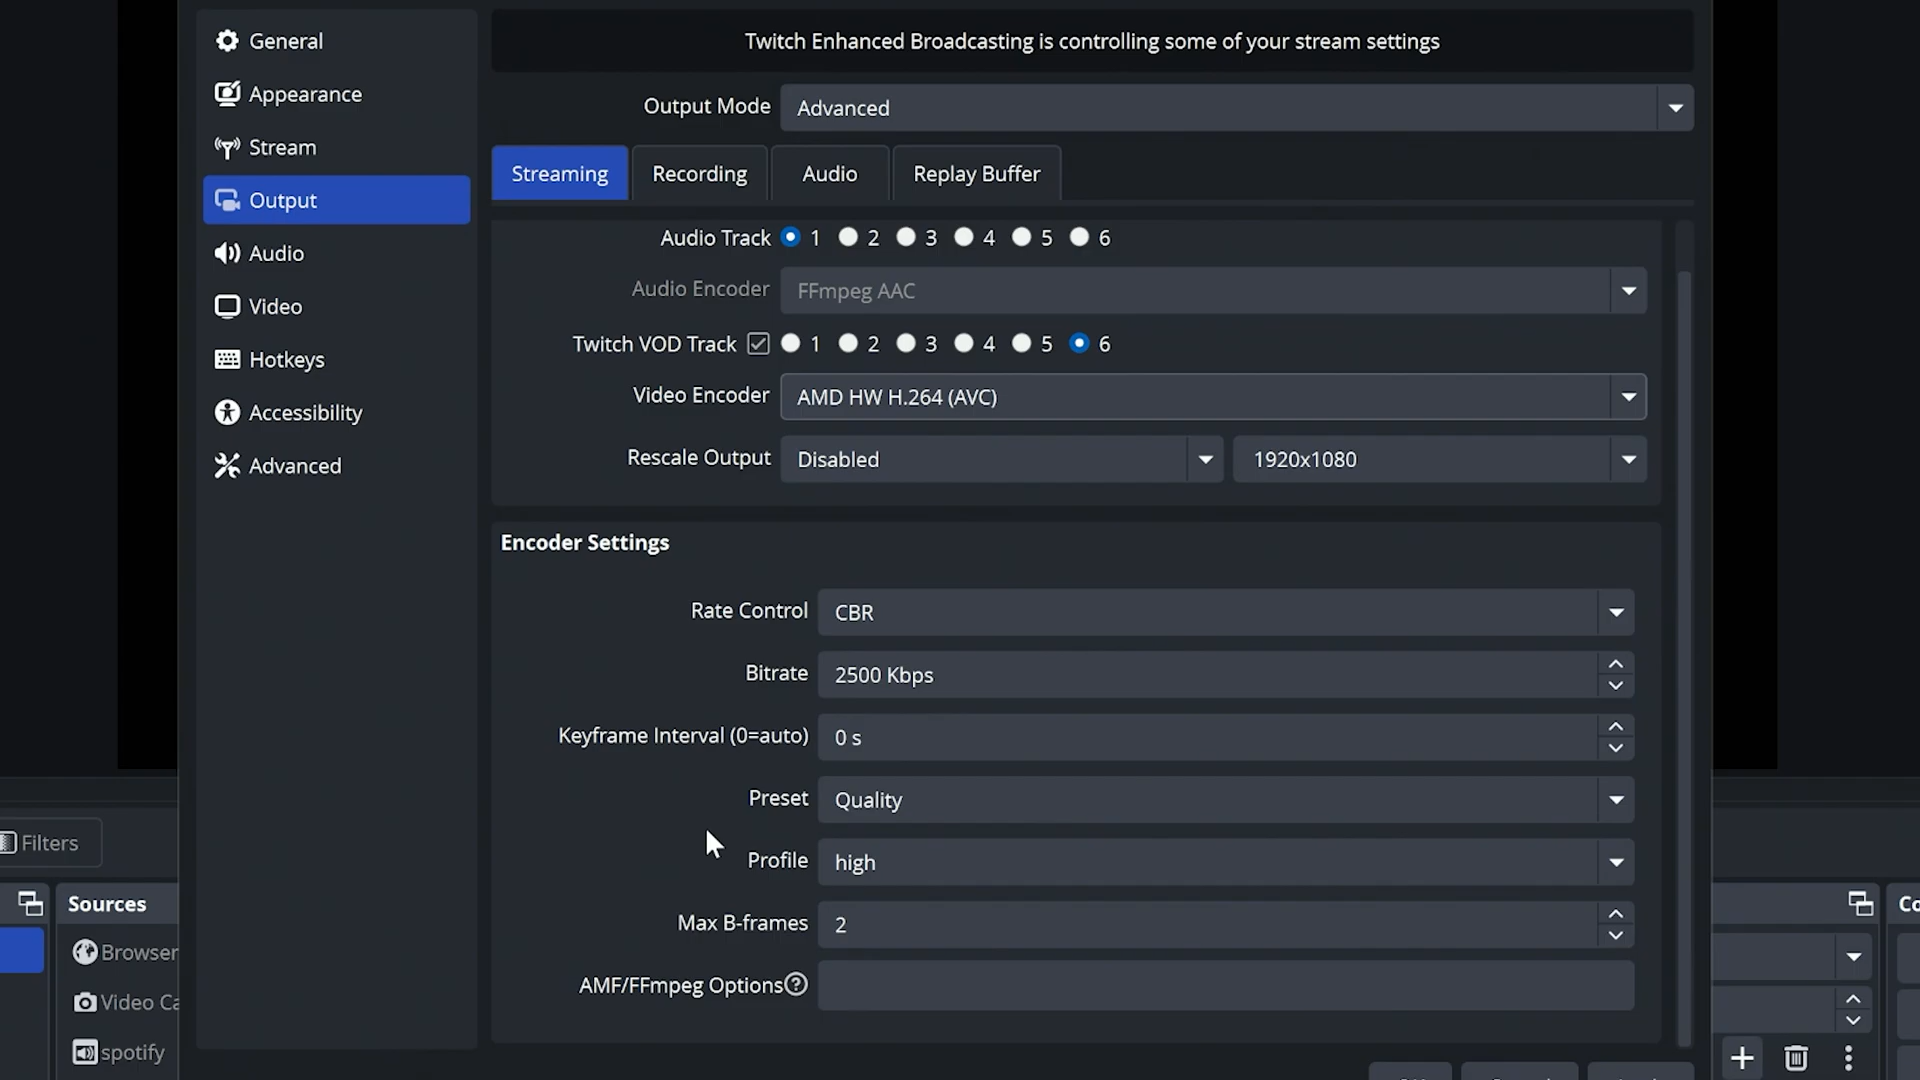 General
Appearance
Stream
Output
Audio
Video
Hotkeys
Accessibility
Advanced
Twitch Enhanced Broadcasting is controlling some of your stream settings
Output Mode Advanced
Streaming Recording Audio Replay Buffer
Audio Track 1 2 3 4 5 6
Audio Encoder FFmpeg AAC
Twitch VOD Track 1 2 3 4 5 6
Video Encoder AMD HW H.264 (AVC)
Rescale Output Disabled 1920x1080
Encoder Settings
Rate Control CBR
Bitrate 2500 Kbps
Keyframe Interval (0=auto) 0 s
Preset Quality
Profile high
Max B-frames 2
AMF/FFmpeg Options
Filters
Sources
Browser
Video Ca
spotify
Co